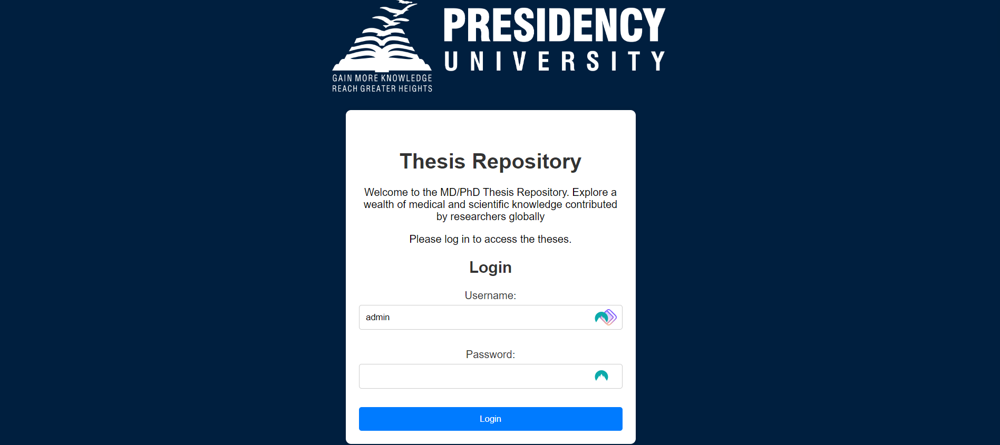 PRESIDENCY
UNIVERSITY
GAIN MORE KNOWLEDGE
REACH GREATER HEIGHTS
Thesis Repository
Welcome to the MD/PhD Thesis Repository. Explore a
wealth of medical and scientific knowledge contributed
by researchers globally
Please log in to access the theses.
Login
Username:
admin
Password:
Login